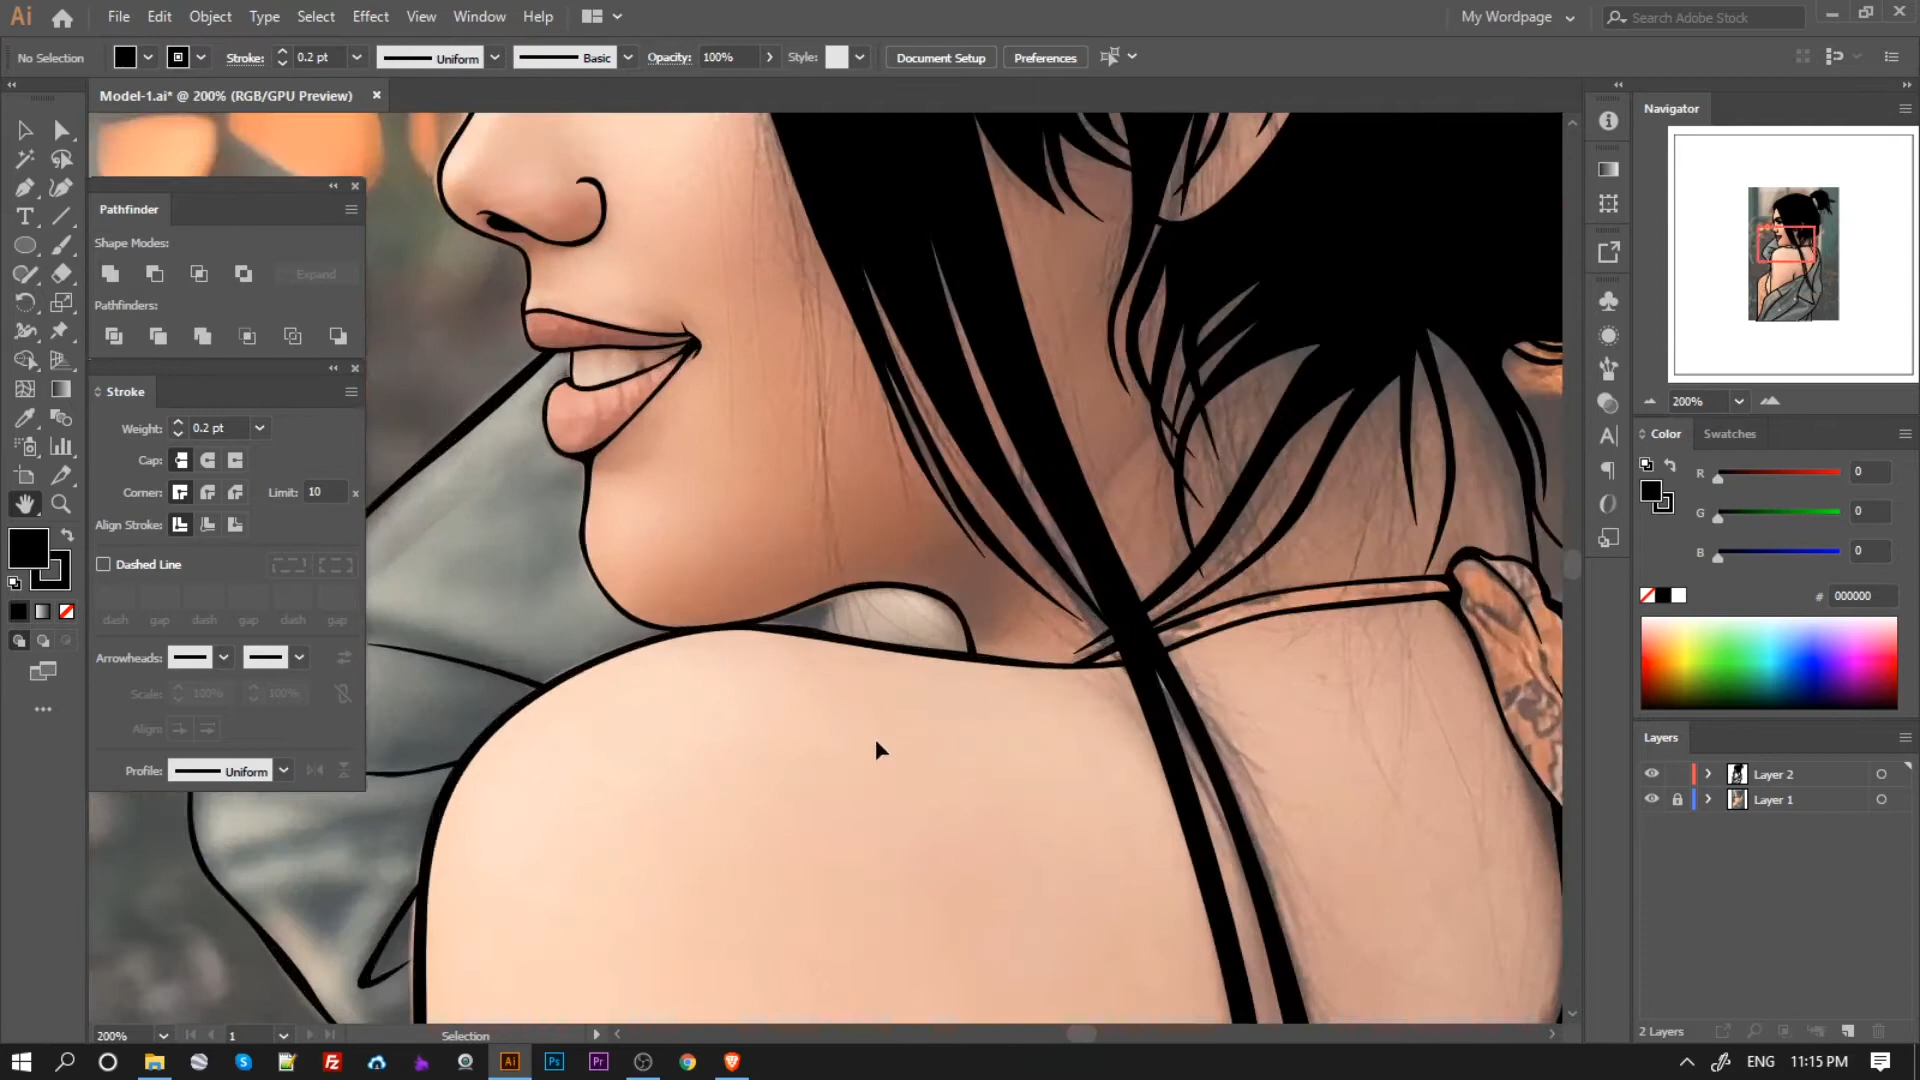 Ai File Edit Object Type Select Effect View Window Help My Wordpage Search Adobe Stock
No Selection Stroke: 0.2 pt Uniform Basic Opacity: 100% Style: Document Setup Preferences
Model-1.ai* @ 200% (RGB/GPU Preview)
Navigator
Pathfinder
Shape Modes:
Expand
Pathfinders:
Stroke
Weight: 0.2 pt
Cap:
Corner: Limit: 10 x
Align Stroke:
Dashed Line
dash gap dash gap dash gap
Arrowheads:
Scale: 100% 100%
Align:
Profile: Uniform
200%
Color Swatches
R 0
G 0
B 0
# 000000
Layers
Layer 2
Layer 1
2 Layers
200% 1 Selection
Ai Ps Pr ENG 11:15 PM